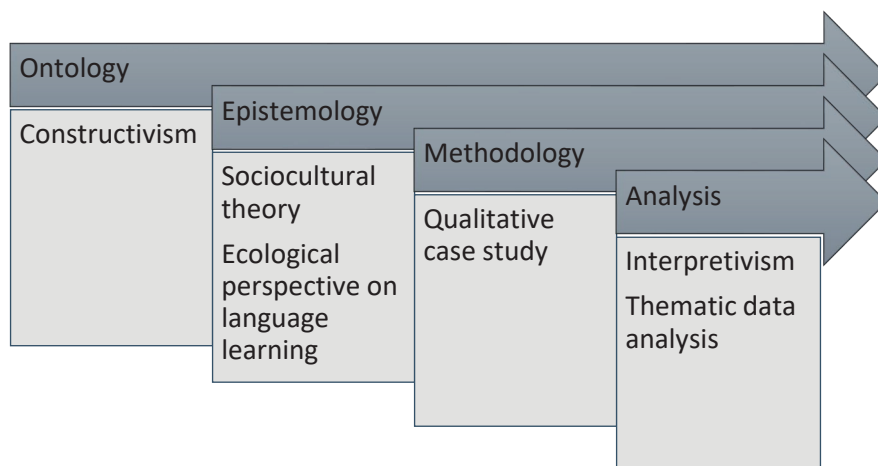 Ontology
Constructivism
Epistemology
Sociocultural
theory
Ecological
perspective on
language
learning
Methodology
Qualitative
case study
Analysis
Interpretivism
Thematic data
analysis